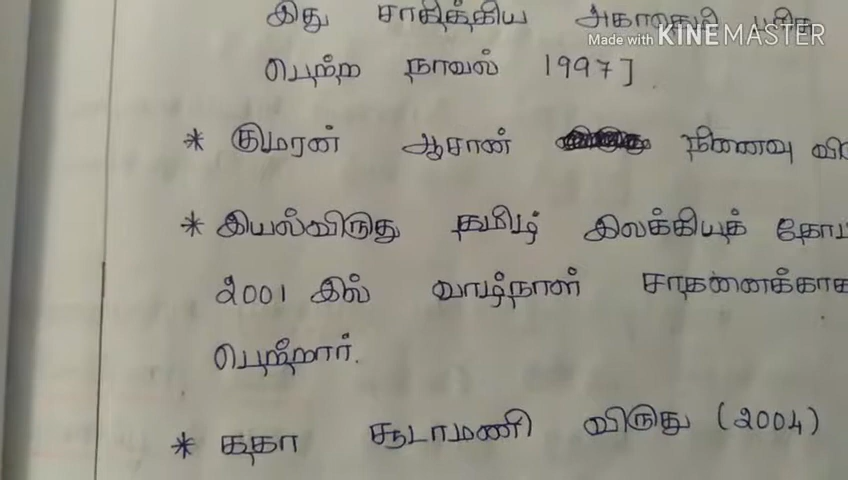 இது சாகித்திய அகாதெமி பரிசு
Made with KINEMASTER
பெற்ற நாவல் 1997]
* குமரன் ஆசான் நினைவு வி
* இயல்விருது தமிழ் இலக்கியத் தோட
2001 இல் வாழ்நாள் சாதனைக்காக
பெற்றார்.
* கதா சூடாமணி விருது (2004)